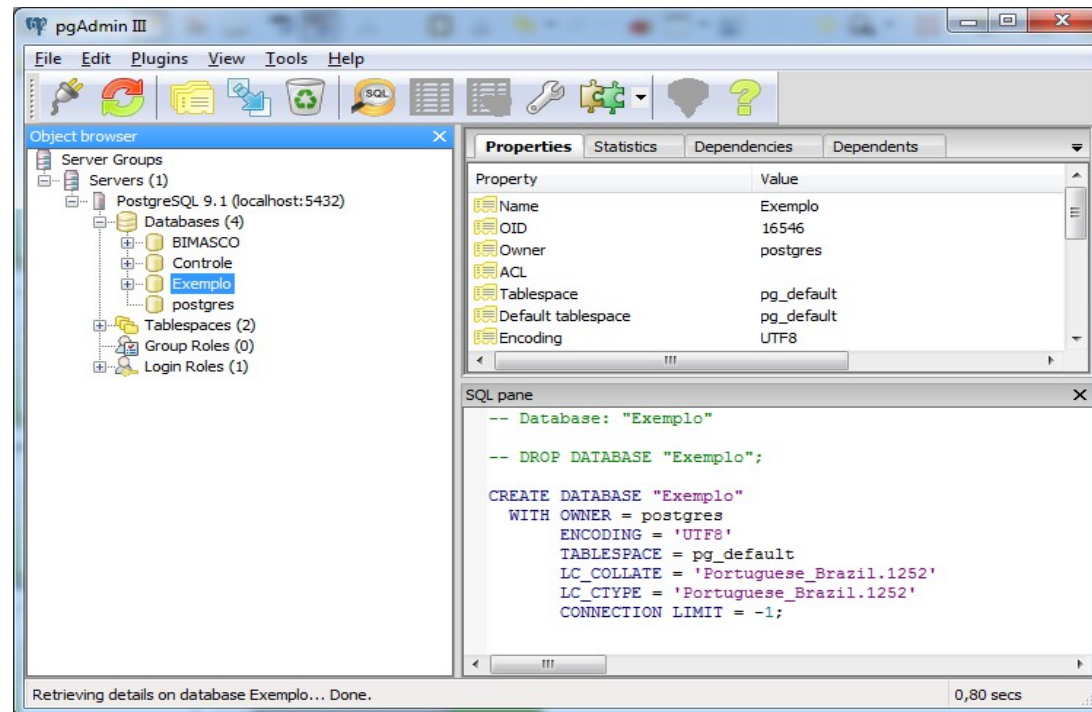 pgAdmin III
File Edit Plugins View Tools Help
SQL
Object browser
Server Groups
Servers (1)
PostgreSQL 9.1 (localhost:5432)
Databases (4)
BIMASCO
Controle
Exemplo
postgres
Tablespaces (2)
Group Roles (0)
Login Roles (1)
Properties Statistics Dependencies Dependents
Property Value
Name Exemplo
OID 16546
Owner postgres
ACL
Tablespace pg_default
Default tablespace pg_default
Encoding UTF8
SQL pane
-- Database: "Exemplo"
-- DROP DATABASE "Exemplo";
CREATE DATABASE "Exemplo"
WITH OWNER = postgres
ENCODING = 'UTF8'
TABLESPACE = pg_default
LC_COLLATE = 'Portuguese_Brazil.1252'
LC_CTYPE = 'Portuguese_Brazil.1252'
CONNECTION LIMIT = -1;
Retrieving details on database Exemplo... Done. 0,80 secs